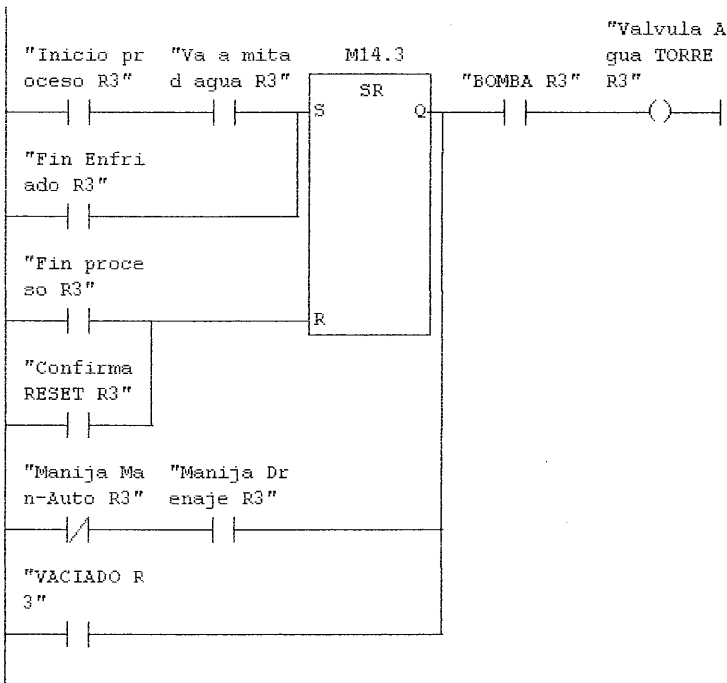 "Valvula A
"Inicio pr "Va a mita M14.3 gua TORRE
oceso R3" d agua R3" SR "BOMBA R3" R3"
S Q
"Fin Enfri
ado R3"
"Fin proce
so R3"
R
"Confirma
RESET R3"
"Manija Ma "Manija Dr
n-Auto R3" enaje R3"
"VACIADO R
3"